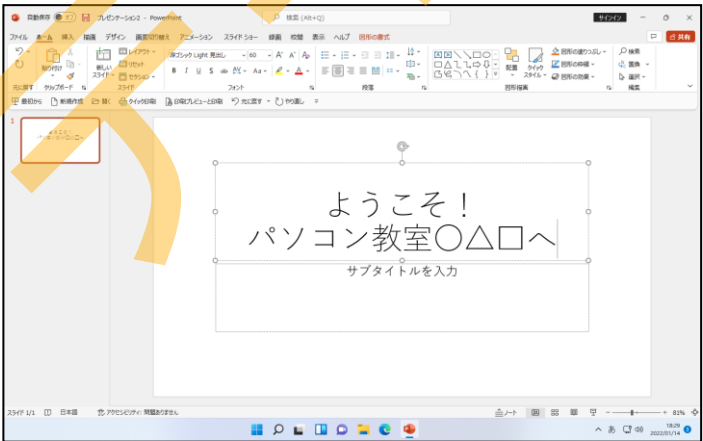 自動保存 プレゼンテーション2 - PowerPoint 検索 (Alt+Q) サインイン
ファイル ホーム 挿入 描画 デザイン 画面切り替え アニメーション スライド ショー 録画 校閲 表示 ヘルプ 図形の書式 共有
貼り付け 新しいスライド レイアウト リセット セクション 游ゴシック Light 見出し 60 配置 クイックスタイル 図形の塗りつぶし 図形の枠線 図形の効果 検索 置換 選択
元に戻す クリップボード スライド フォント 段落 図形描画 編集
最初から 新規作成 開く クイック印刷 印刷プレビューと印刷 元に戻す やり直し
1
ようこそ!
パソコン教室〇△□へ
サブタイトルを入力
スライド 1/1 日本語 アクセシビリティ: 問題ありません ノート 81%
あ 18:29
2022/01/14